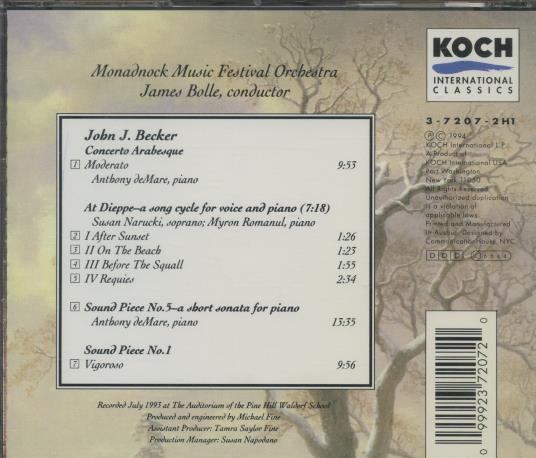 Monadnock Music Festival Orchestra
James Bolle, conductor
KOCH
INTERNATIONAL
CLASSICS
3-7207-2H1
John J. Becker
Concerto Arabesque
1 Moderato 9:53
Anthony deMare, piano
At Dieppe–a song cycle for voice and piano (7:18)
Susan Narucki, soprano; Myron Romanul, piano
2 I After Sunset 1:26
3 II On The Beach 1:23
4 III Before The Squall 1:55
5 IV Requies 2:34
6 Sound Piece No.5–a short sonata for piano
Anthony deMare, piano 13:35
Sound Piece No.1
7 Vigoroso 9:56
Recorded July 1993 at The Auditorium of the Pine Hill Waldorf School
Produced and engineered by Michael Fine
Assistant Producer: Tamra Saylor Fine
Production Manager: Susan Napodano
Ⓟ © 1994
KOCH International L.P.
A Product of
KOCH International USA
Port Washington
New York 11050
All Rights Reserved
Unauthorized duplication
is a violation of
applicable laws.
Printed and Manufactured
in Austria. Designed by
Communication House, NYC
DDD
0 99923 72072 0